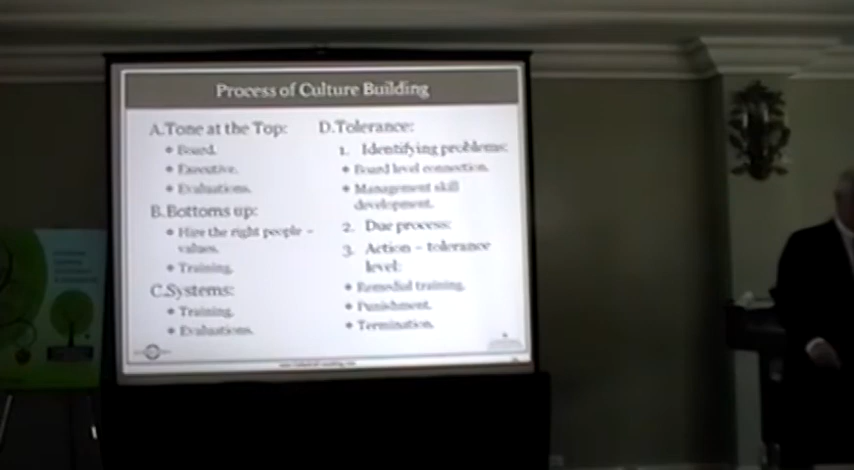 Process of Culture Building
A.Tone at the Top:
Board.
Executive.
Evaluations.
B.Bottoms up:
Hire the right people –
values.
Training.
C.Systems:
Training.
Evaluations.
D.Tolerance:
1. Identifying problems:
Board level connection.
Management skill
development.
2. Due process:
3. Action – tolerance
level:
Remedial training.
Punishment.
Termination.